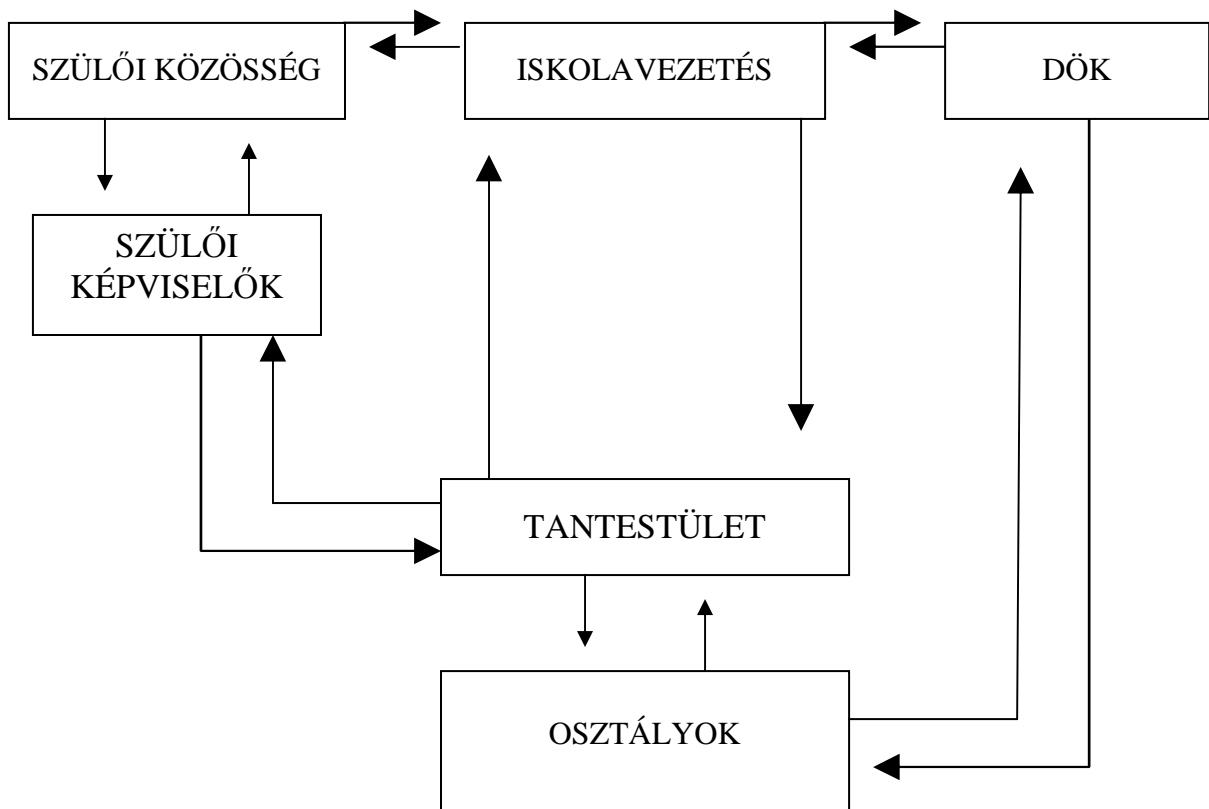 SZÜLŐI KÖZÖSSÉG
ISKOLAVEZETÉS
DÖK
SZÜLŐI
KÉPVISELŐK
TANTESTÜLET
OSZTÁLYOK